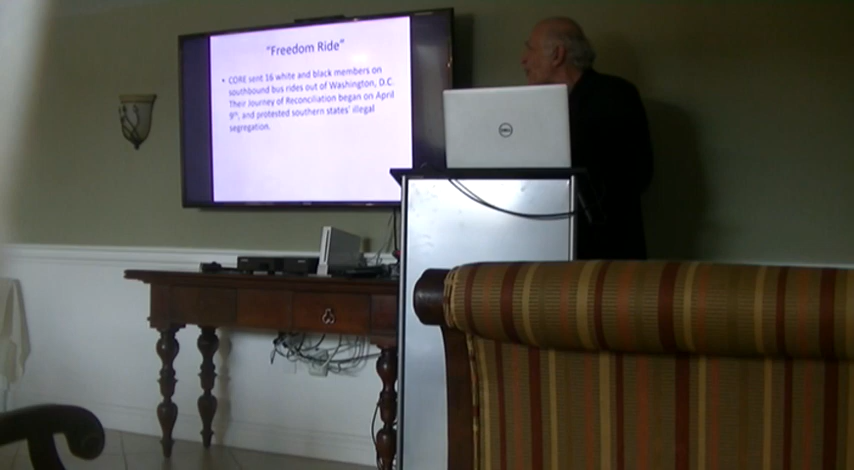 "Freedom Ride"
• CORE sent 16 white and black members on
southbound bus rides out of Washington, D.C.
Their Journey of Reconciliation began on April
9th, and protested southern states' illegal
segregation.
DELL